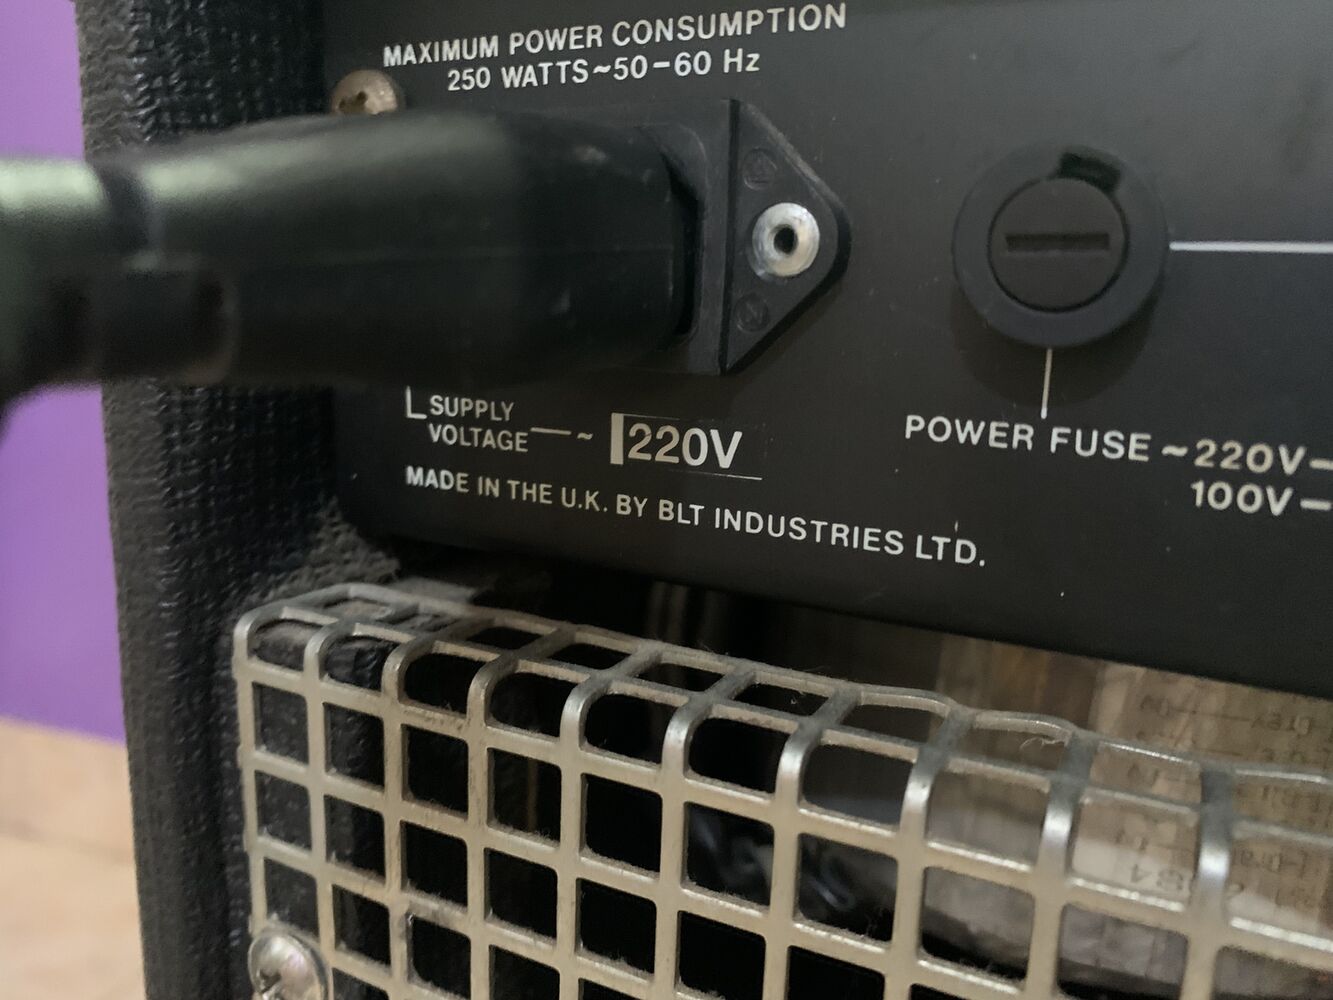 MAXIMUM POWER CONSUMPTION
250 WATTS~50-60 Hz
SUPPLY
VOLTAGE — ~ 220V
MADE IN THE U.K. BY BLT INDUSTRIES LTD.
POWER FUSE ~220V-
100V-